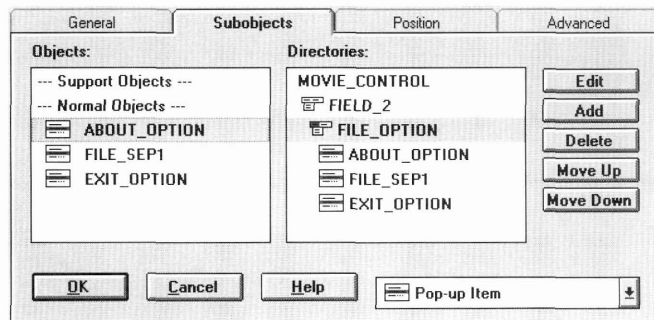 General
Subobjects
Position
Advanced
Objects:
--- Support Objects ---
--- Normal Objects ---
ABOUT_OPTION
FILE_SEP1
EXIT_OPTION
Directories:
MOVIE_CONTROL
FIELD_2
FILE_OPTION
ABOUT_OPTION
FILE_SEP1
EXIT_OPTION
Edit
Add
Delete
Move Up
Move Down
OK
Cancel
Help
Pop-up Item